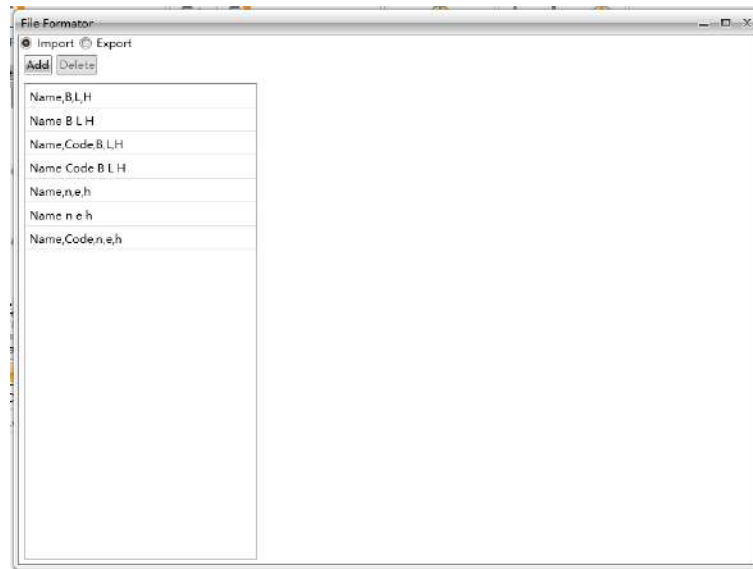 File Formator
Import Export
Add Delete
Name,B,L,H
Name B L H
Name,Code,B,L,H
Name Code B L H
Name,n,e,h
Name n e h
Name,Code,n,e,h